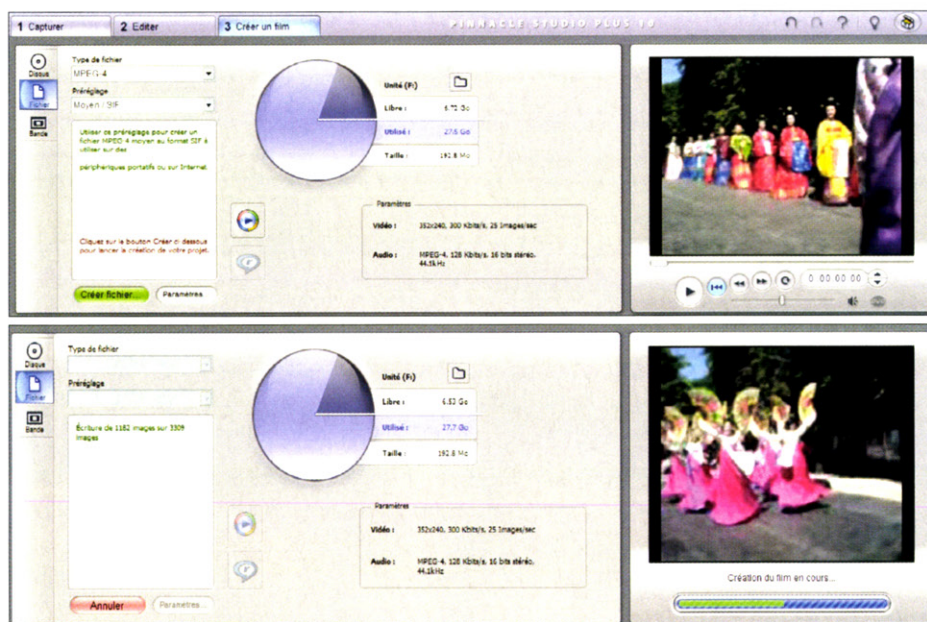 1 Capturer
2 Editer
3 Créer un film
PINNACLE STUDIO PLUS 10
Disque
Fichier
Bande
Type de fichier
MPEG-4
Préréglage
Moyen / SIF
Utiliser ce préréglage pour créer un
fichier MPEG 4 moyen au format SIF à
utiliser sur des
périphériques portatifs ou sur Internet
Cliquez sur le bouton Créer ci dessous
pour lancer la création de votre projet.
Créer fichier...
Paramètres
Unité (F:)
Libre : 6.72 Go
Utilisé : 27.5 Go
Taille : 192.8 Mo
Paramètres
Vidéo : 352x240, 300 Kbits/s, 25 Images/sec
Audio : MPEG-4, 128 Kbits/s, 16 bits stéréo,
44.1kHz
0:00:00.00
Disque
Fichier
Bande
Type de fichier
Préréglage
Écriture de 1182 images sur 3309
images
Annuler
Paramètres...
Unité (F:)
Libre : 6.53 Go
Utilisé : 27.7 Go
Taille : 192.8 Mo
Paramètres
Vidéo : 352x240, 300 Kbits/s, 25 Images/sec
Audio : MPEG-4, 128 Kbits/s, 16 bits stéréo,
44.1kHz
Création du film en cours...